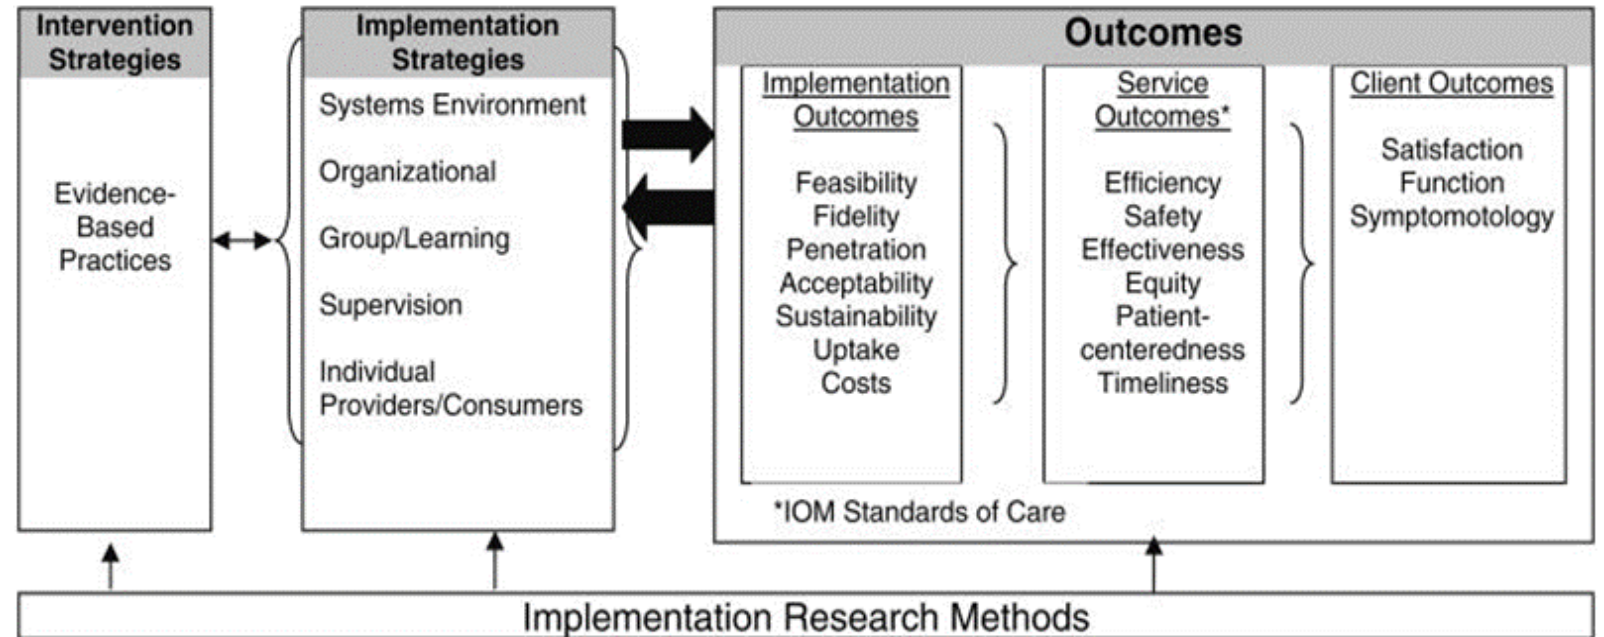 Intervention
Strategies
Evidence-
Based
Practices
Implementation
Strategies
Systems Environment
Organizational
Group/Learning
Supervision
Individual
Providers/Consumers
Outcomes
Implementation
Outcomes
Feasibility
Fidelity
Penetration
Acceptability
Sustainability
Uptake
Costs
Service
Outcomes*
Efficiency
Safety
Effectiveness
Equity
Patient-
centeredness
Timeliness
Client Outcomes
Satisfaction
Function
Symptomotology
*IOM Standards of Care
Implementation Research Methods